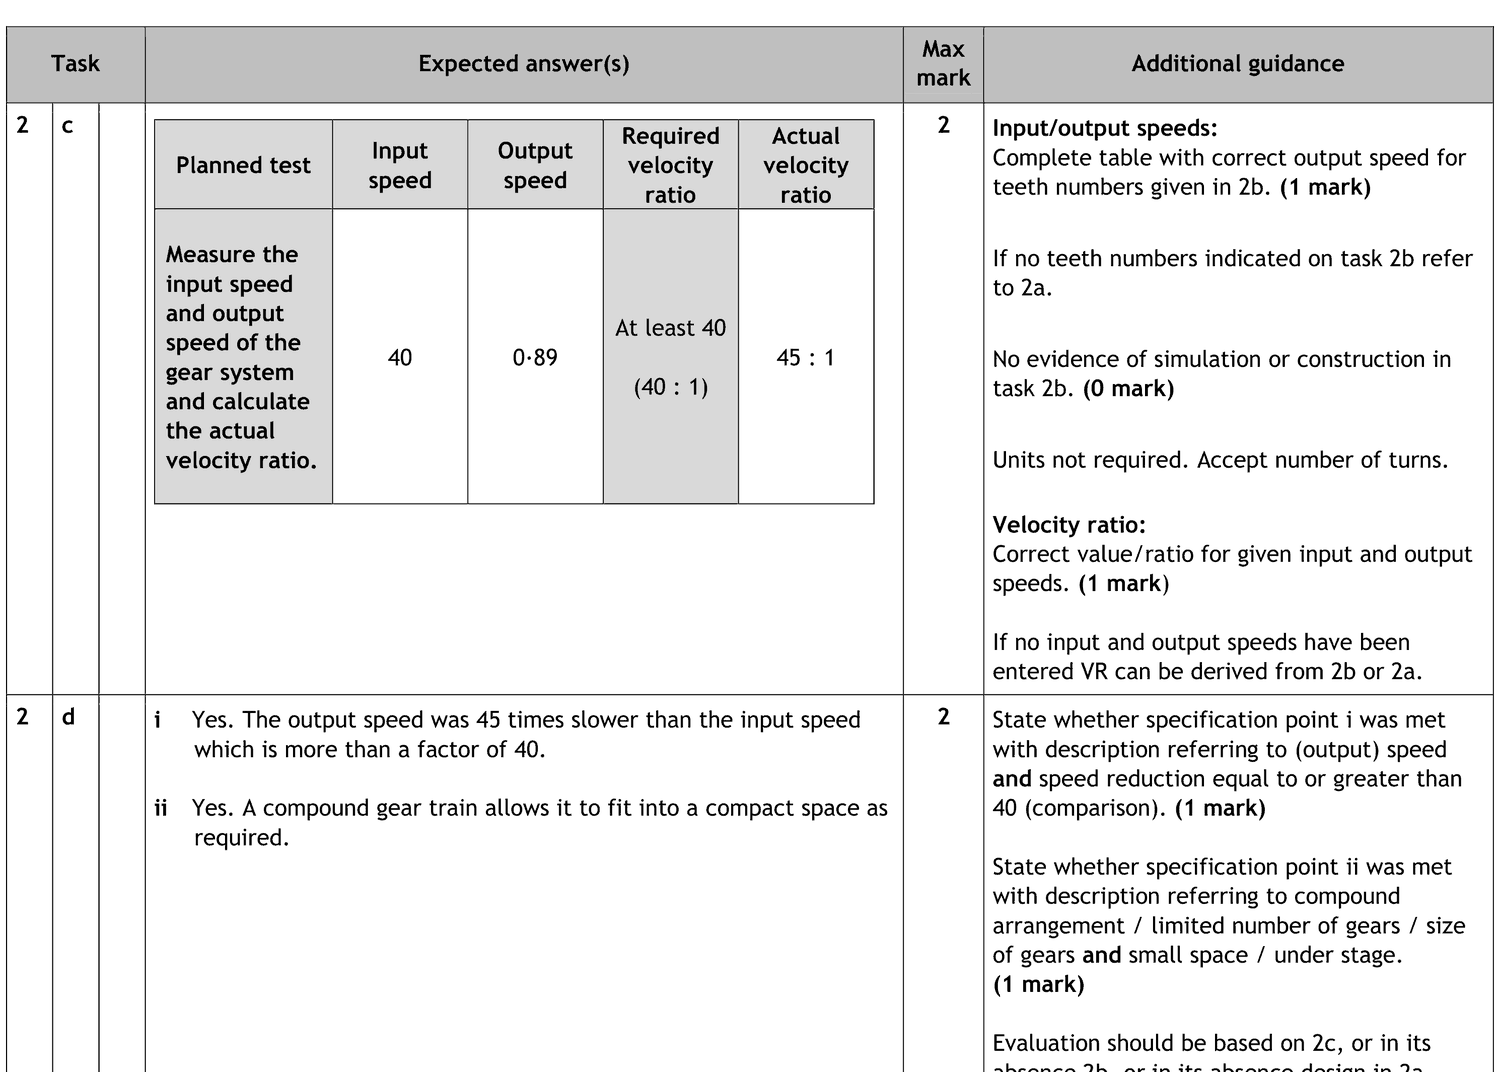 Task
Expected answer(s)
Max
mark
Additional guidance
2 c
Planned test
Input
speed
Output
speed
Required
velocity
ratio
Actual
velocity
ratio
Measure the
input speed
and output
speed of the
gear system
and calculate
the actual
velocity ratio.
40
0·89
At least 40
(40 : 1)
45 : 1
2
Input/output speeds:
Complete table with correct output speed for
teeth numbers given in 2b. (1 mark)
If no teeth numbers indicated on task 2b refer
to 2a.
No evidence of simulation or construction in
task 2b. (0 mark)
Units not required. Accept number of turns.
Velocity ratio:
Correct value/ratio for given input and output
speeds. (1 mark)
If no input and output speeds have been
entered VR can be derived from 2b or 2a.
2 d
i Yes. The output speed was 45 times slower than the input speed
which is more than a factor of 40.
ii Yes. A compound gear train allows it to fit into a compact space as
required.
2
State whether specification point i was met
with description referring to (output) speed
and speed reduction equal to or greater than
40 (comparison). (1 mark)
State whether specification point ii was met
with description referring to compound
arrangement / limited number of gears / size
of gears and small space / under stage.
(1 mark)
Evaluation should be based on 2c, or in its
absence 2b, or in its absence design in 2a.